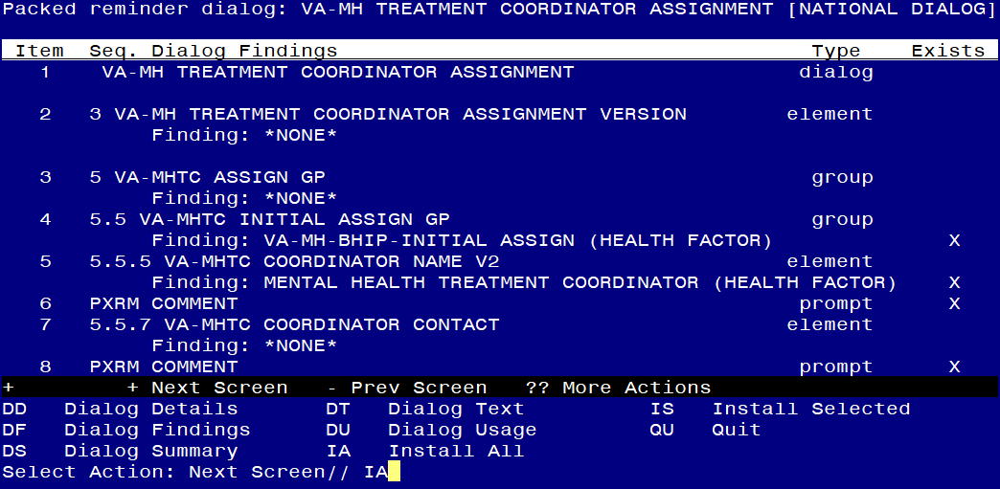 Packed reminder dialog: VA-MH TREATMENT COORDINATOR ASSIGNMENT [NATIONAL DIALOG]
Item Seq. Dialog Findings Type Exists
1 VA-MH TREATMENT COORDINATOR ASSIGNMENT dialog
2 3 VA-MH TREATMENT COORDINATOR ASSIGNMENT VERSION element
Finding: *NONE*
3 5 VA-MHTC ASSIGN GP group
Finding: *NONE*
4 5.5 VA-MHTC INITIAL ASSIGN GP group
Finding: VA-MH-BHIP-INITIAL ASSIGN (HEALTH FACTOR) X
5 5.5.5 VA-MHTC COORDINATOR NAME V2 element
Finding: MENTAL HEALTH TREATMENT COORDINATOR (HEALTH FACTOR) X
6 PXRM COMMENT prompt X
7 5.5.7 VA-MHTC COORDINATOR CONTACT element
Finding: *NONE*
8 PXRM COMMENT prompt X
+ + Next Screen - Prev Screen ?? More Actions
DD Dialog Details DT Dialog Text IS Install Selected
DF Dialog Findings DU Dialog Usage QU Quit
DS Dialog Summary IA Install All
Select Action: Next Screen// IA